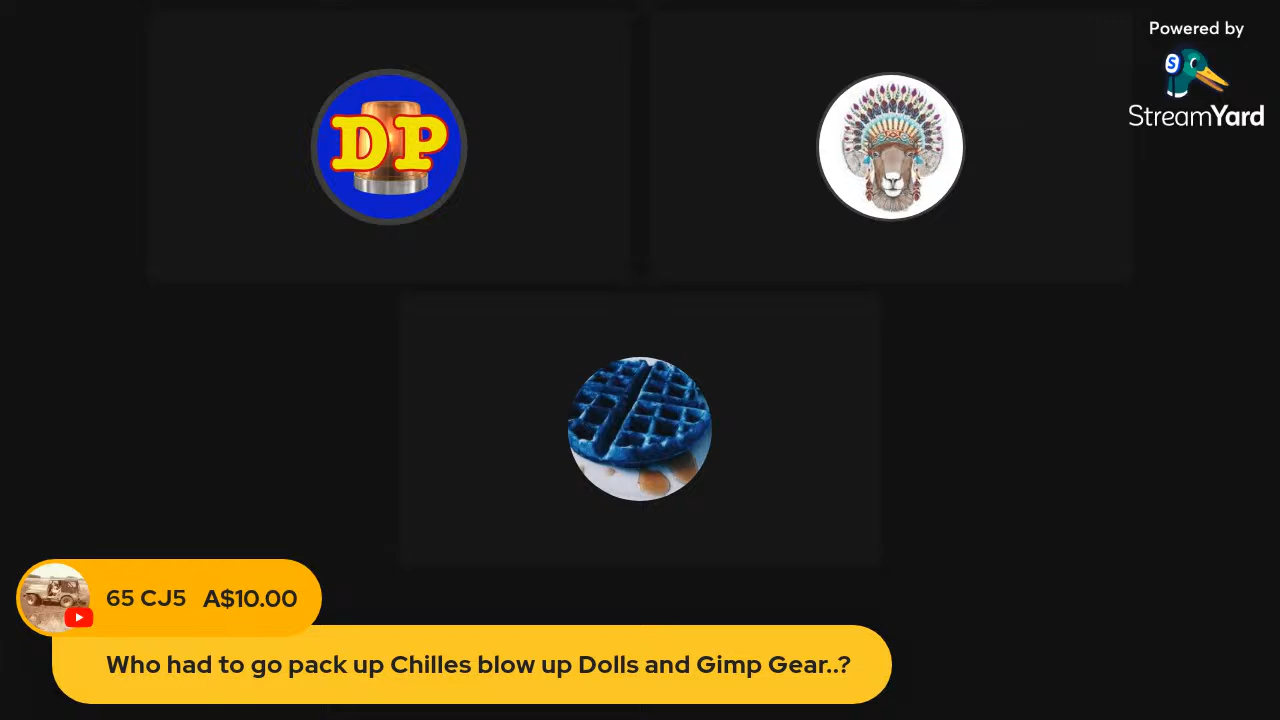 Powered by
S
StreamYard
DP
65 CJ5 A$10.00
Who had to go pack up Chilles blow up Dolls and Gimp Gear..?